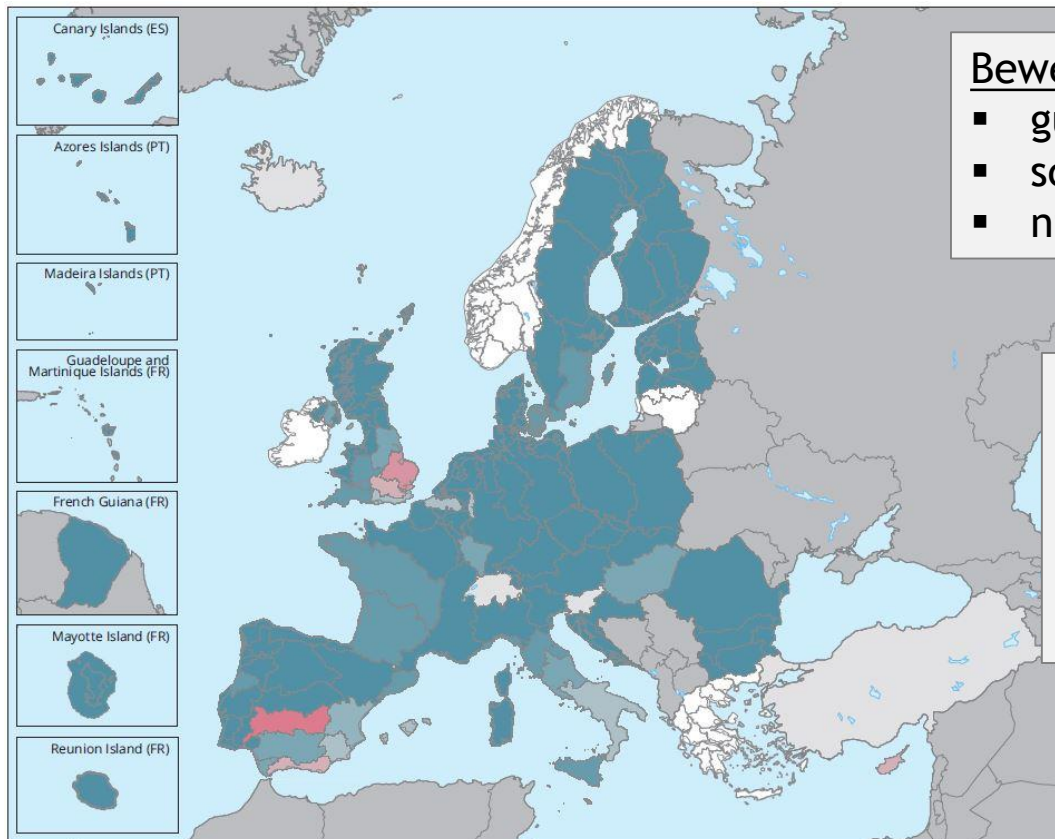 Canary Islands (ES)
Azores Islands (PT)
Madeira Islands (PT)
Guadeloupe and
Martinique Islands (FR)
French Guiana (FR)
Mayotte Island (FR)
Reunion Island (FR)